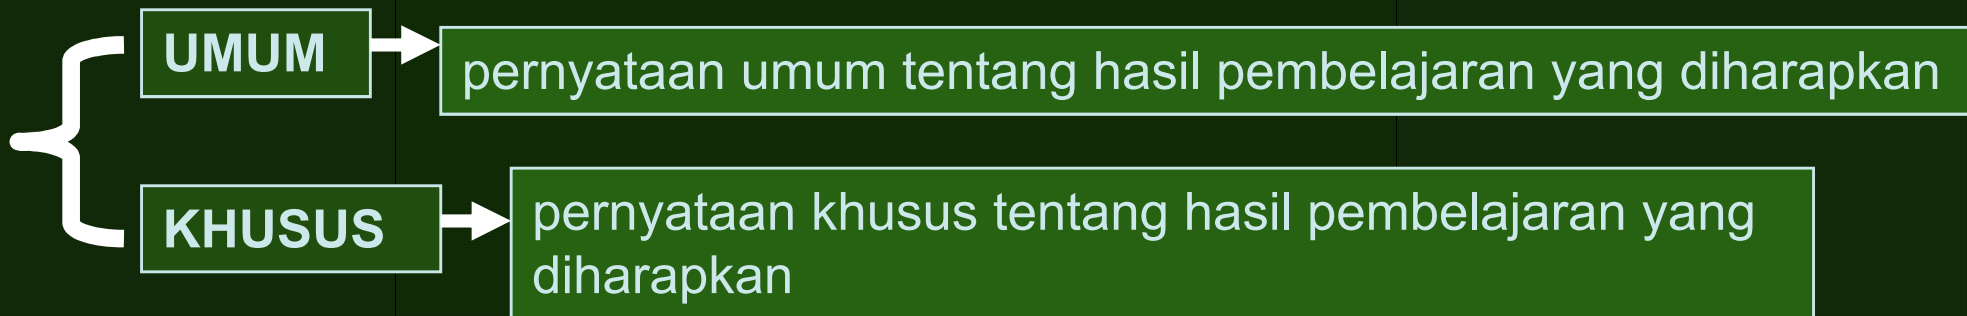 UMUM
pernyataan umum tentang hasil pembelajaran yang diharapkan
KHUSUS
pernyataan khusus tentang hasil pembelajaran yang
diharapkan